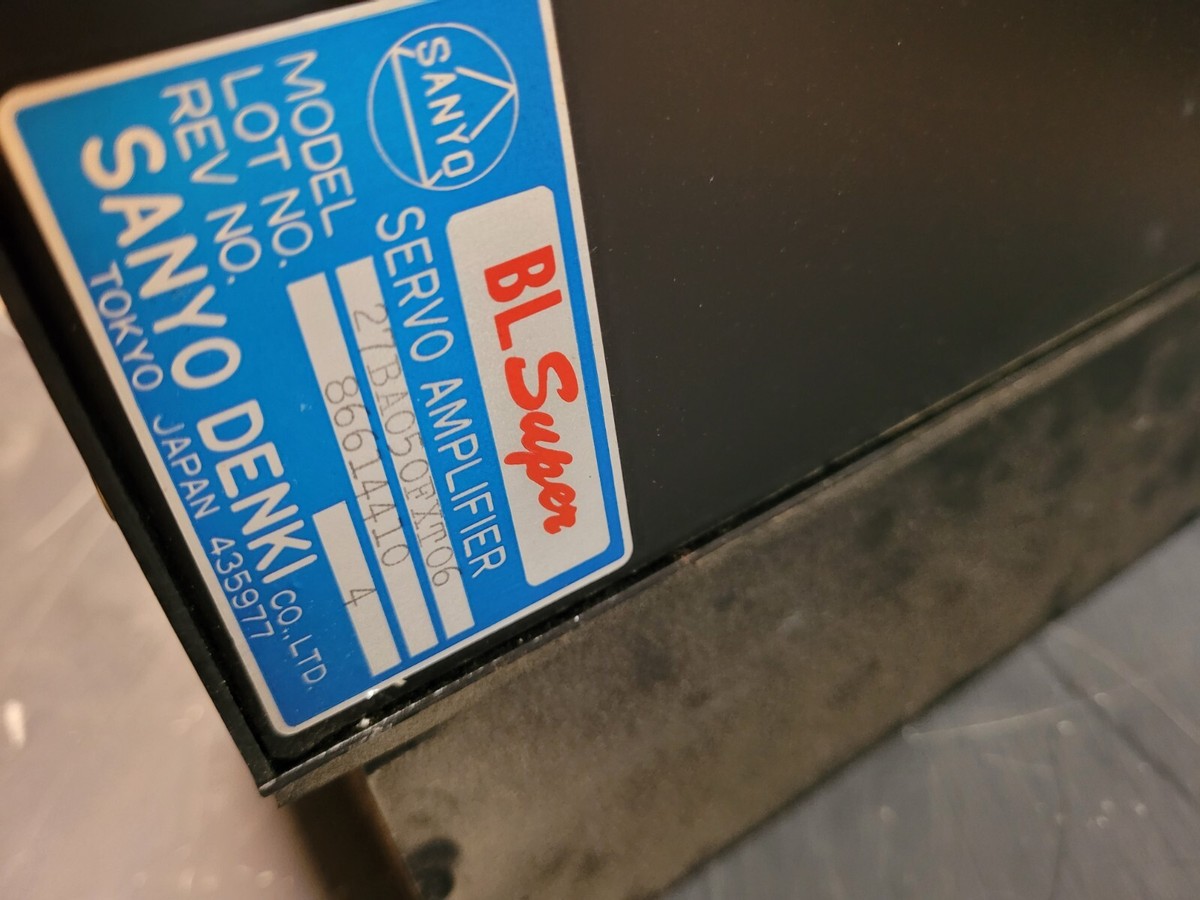 SANYO
BL Super
SERVO AMPLIFIER
MODEL 27BA050FXT06
LOT NO. 86614410
REV NO. 4
SANYO DENKI CO.,LTD.
TOKYO JAPAN 435977